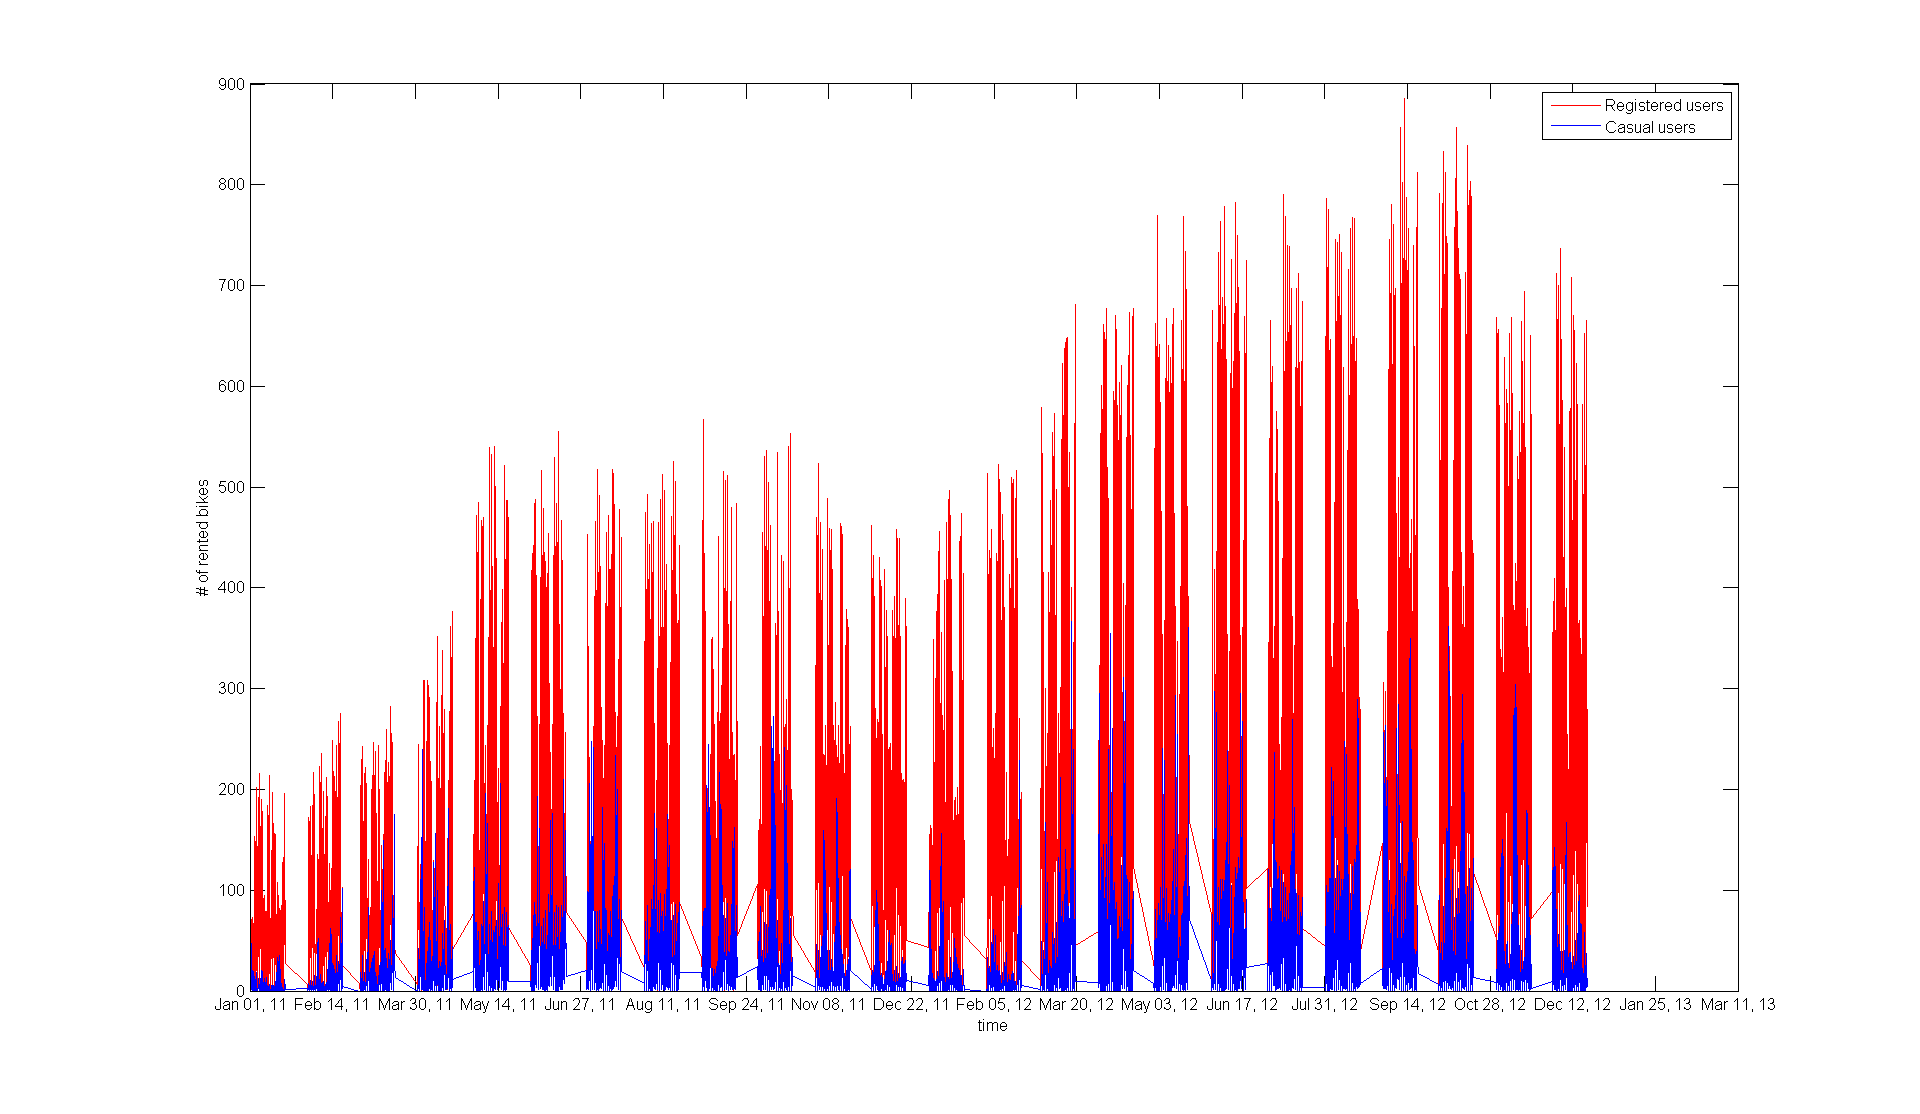 900
Registered users
Casual users
800
700
600
500
# of rented bikes
400
300
200
100
0
Jan 01, 11 Feb 14, 11 Mar 30, 11 May 14, 11 Jun 27, 11 Aug 11, 11 Sep 24, 11 Nov 08, 11 Dec 22, 11 Feb 05, 12 Mar 20, 12 May 03, 12 Jun 17, 12 Jul 31, 12 Sep 14, 12 Oct 28, 12 Dec 12, 12 Jan 25, 13 Mar 11, 13
time